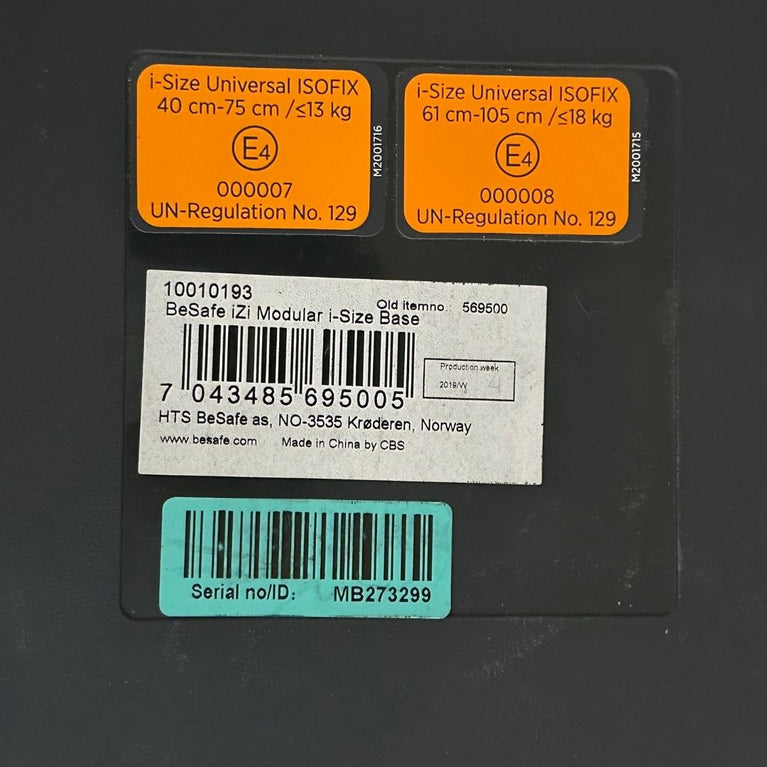 i-Size Universal ISOFIX
40 cm-75 cm /≤13 kg
E4
000007
UN-Regulation No. 129
M2001716
i-Size Universal ISOFIX
61 cm-105 cm /≤18 kg
E4
000008
UN-Regulation No. 129
M2001715
10010193
Old itemno.: 569500
BeSafe iZi Modular i-Size Base
Production week
2019/W
7 043485 695005
HTS BeSafe as, NO-3535 Krøderen, Norway
www.besafe.com Made in China by CBS
Serial no/ID: MB273299